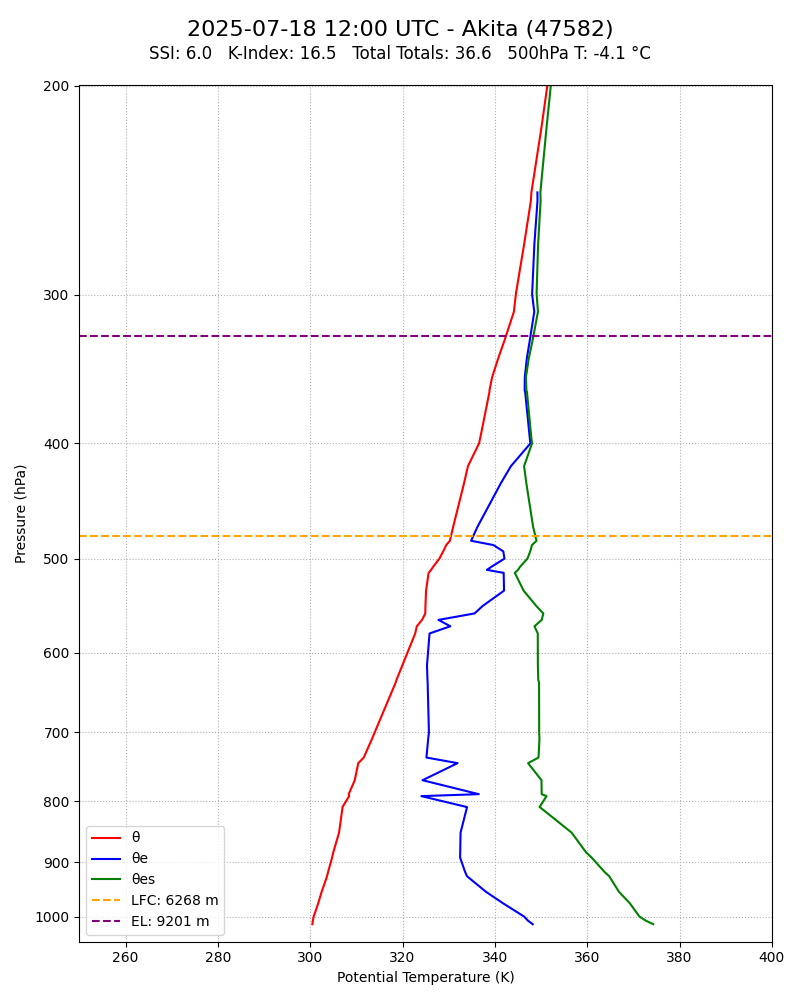 2025-07-18 12:00 UTC - Akita (47582)
SSI: 6.0   K-Index: 16.5   Total Totals: 36.6   500hPa T: -4.1 °C
200
300
400
500
600
700
800
900
1000
Pressure (hPa)
θ
θe
θes
LFC: 6268 m
EL: 9201 m
260 280 300 320 340 360 380 400
Potential Temperature (K)